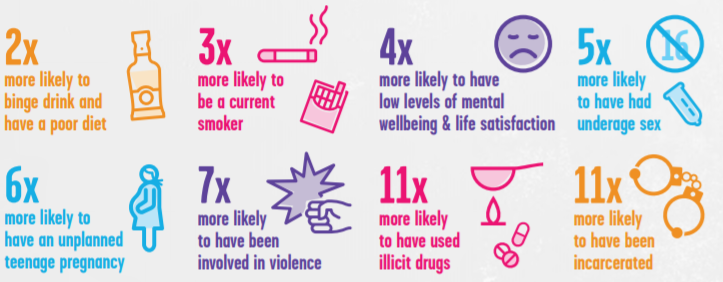 2x
more likely to
binge drink and
have a poor diet
3x
more likely to
be a current
smoker
4x
more likely to have
low levels of mental
wellbeing & life satisfaction
5x
more likely
to have had
underage sex
16
6x
more likely to
have an unplanned
teenage pregnancy
7x
more likely
to have been
involved in violence
11x
more likely
to have used
illicit drugs
11x
more likely
to have been
incarcerated